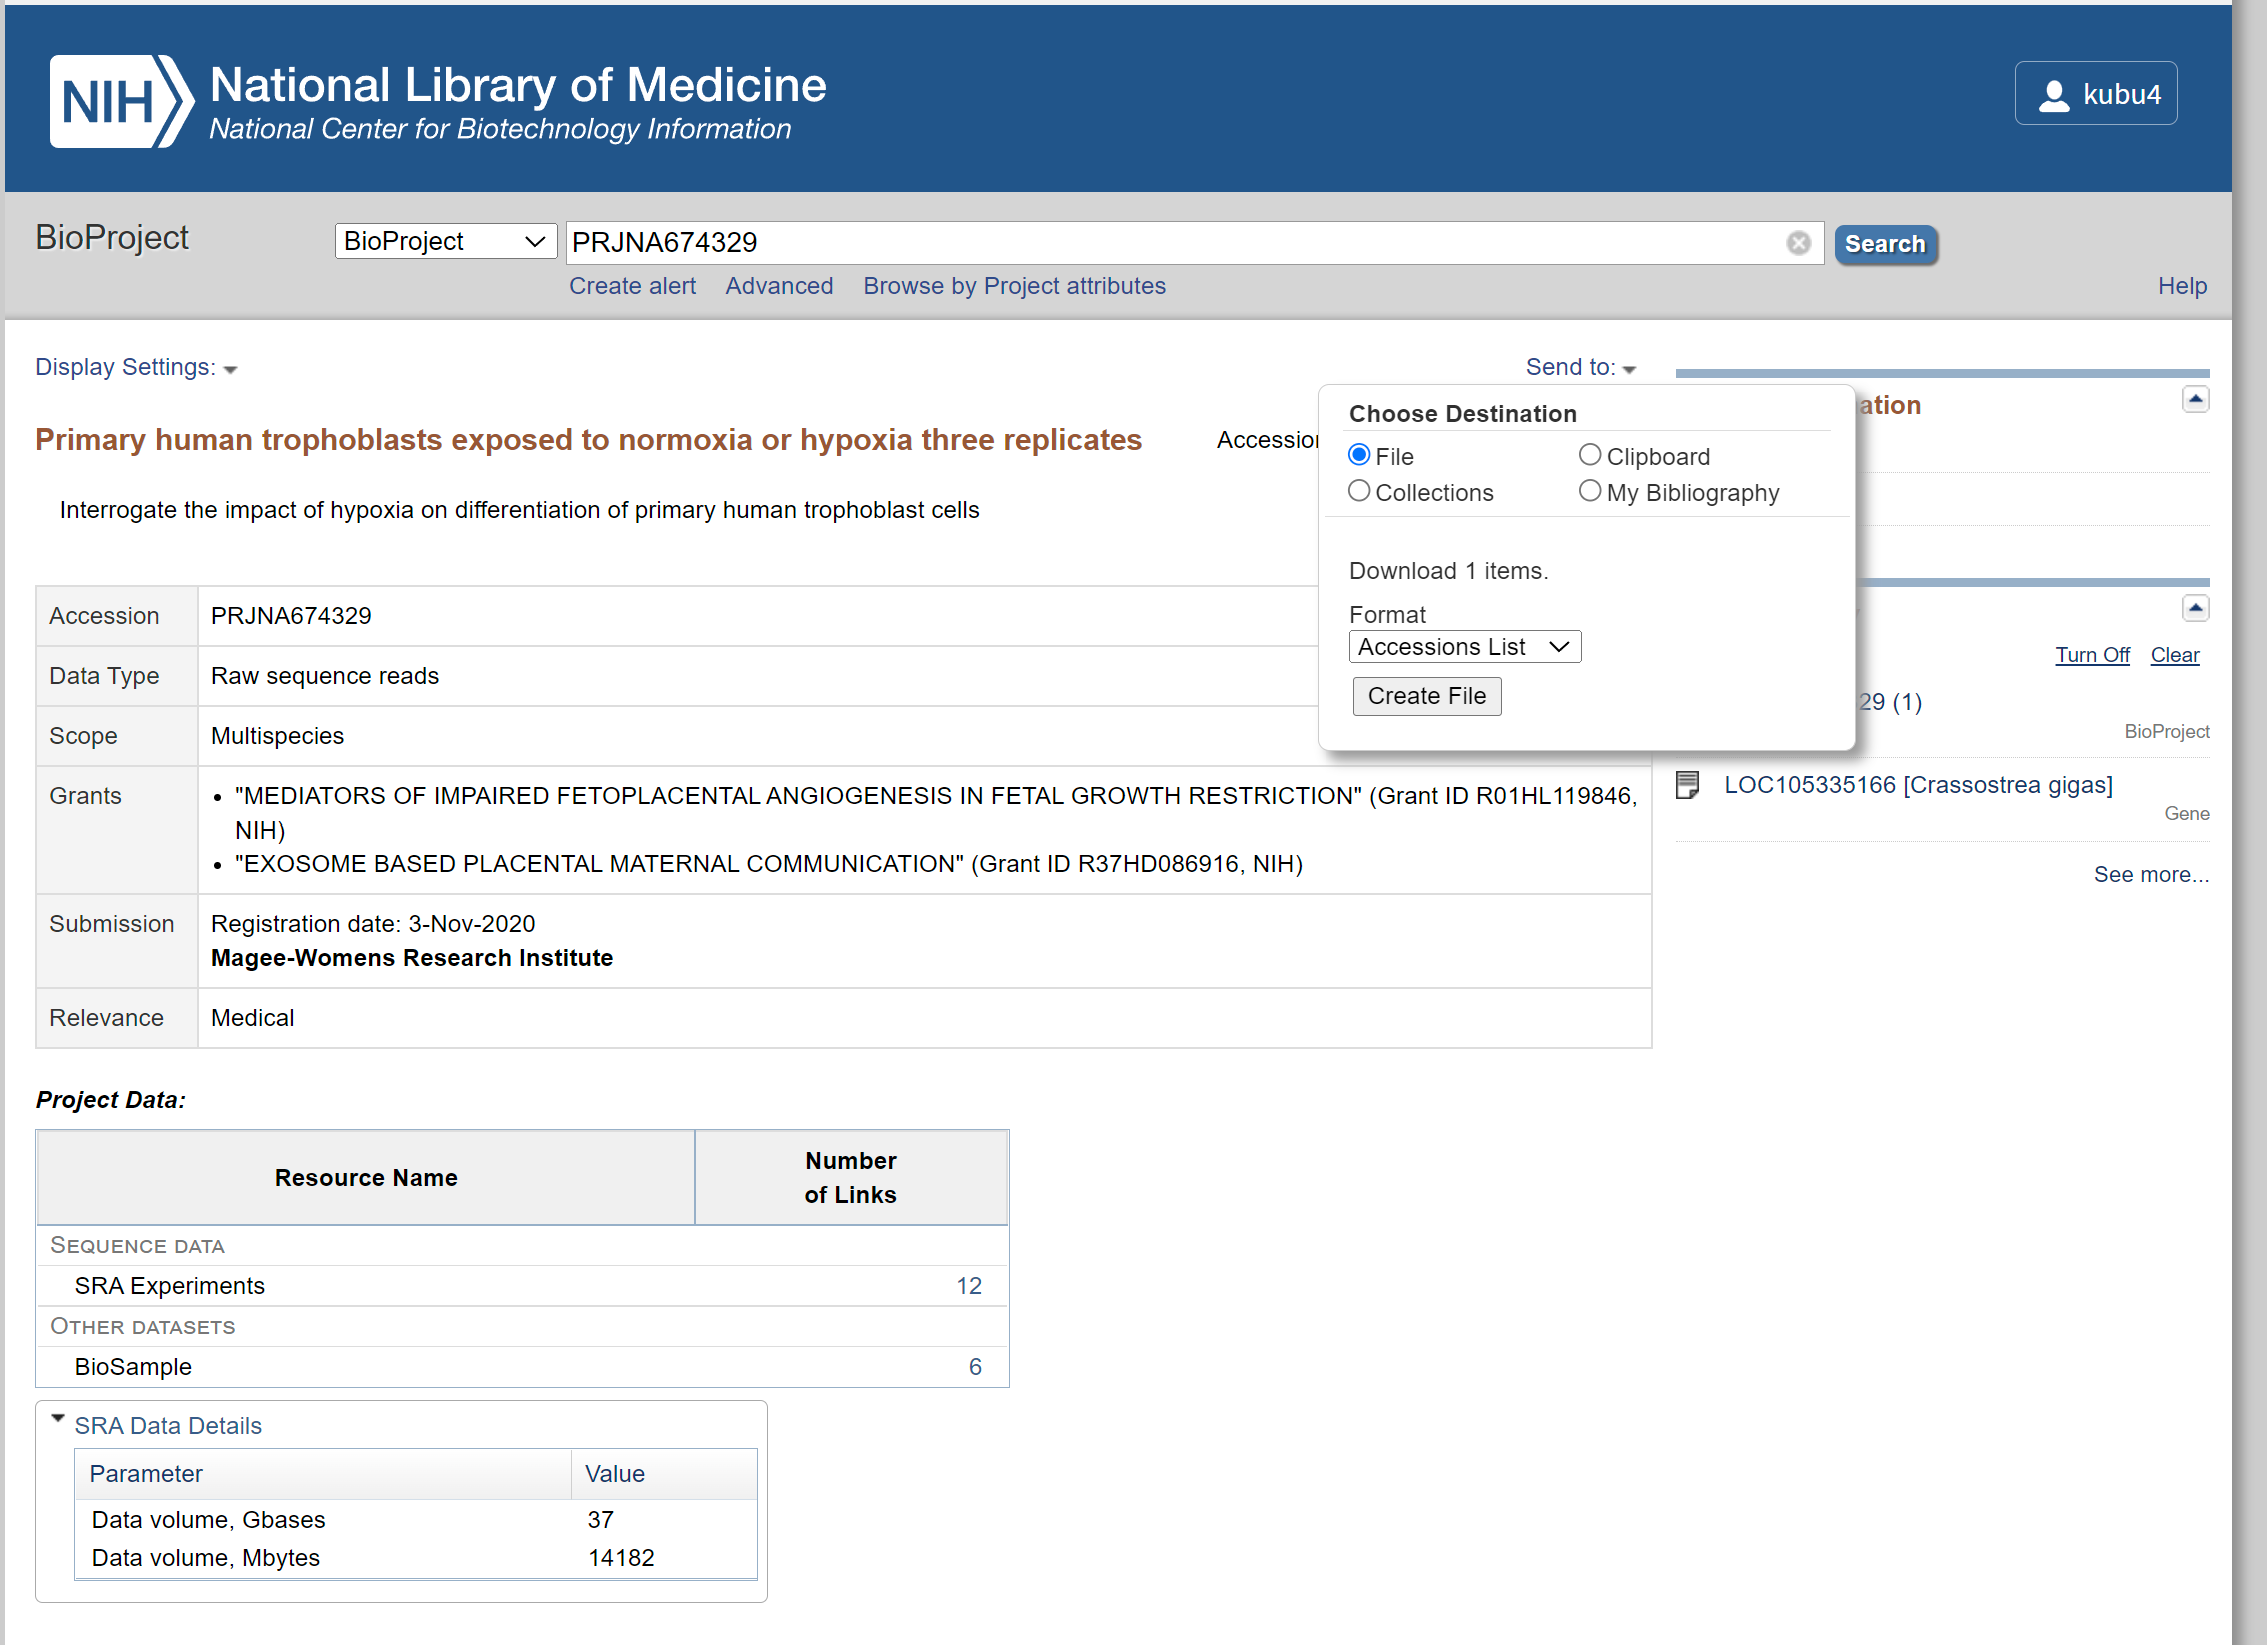 NIH National Library of Medicine
National Center for Biotechnology Information
kubu4
BioProject
BioProject
PRJNA674329
Search
Create alert Advanced Browse by Project attributes
Help
Display Settings:
Send to:
Choose Destination
File
Clipboard
Collections
My Bibliography
Download 1 items.
Format
Accessions List
Create File
ation
Primary human trophoblasts exposed to normoxia or hypoxia three replicates
Interrogate the impact of hypoxia on differentiation of primary human trophoblast cells
Accession PRJNA674329
Data Type Raw sequence reads
Scope Multispecies
Grants
• "MEDIATORS OF IMPAIRED FETOPLACENTAL ANGIOGENESIS IN FETAL GROWTH RESTRICTION" (Grant ID R01HL119846,
NIH)
• "EXOSOME BASED PLACENTAL MATERNAL COMMUNICATION" (Grant ID R37HD086916, NIH)
Submission Registration date: 3-Nov-2020
Magee-Womens Research Institute
Relevance Medical
Turn Off Clear
29 (1)
BioProject
LOC105335166 [Crassostrea gigas]
Gene
See more...
Project Data:
Resource Name
Number
of Links
SEQUENCE DATA
SRA Experiments 12
OTHER DATASETS
BioSample 6
SRA Data Details
Parameter Value
Data volume, Gbases 37
Data volume, Mbytes 14182